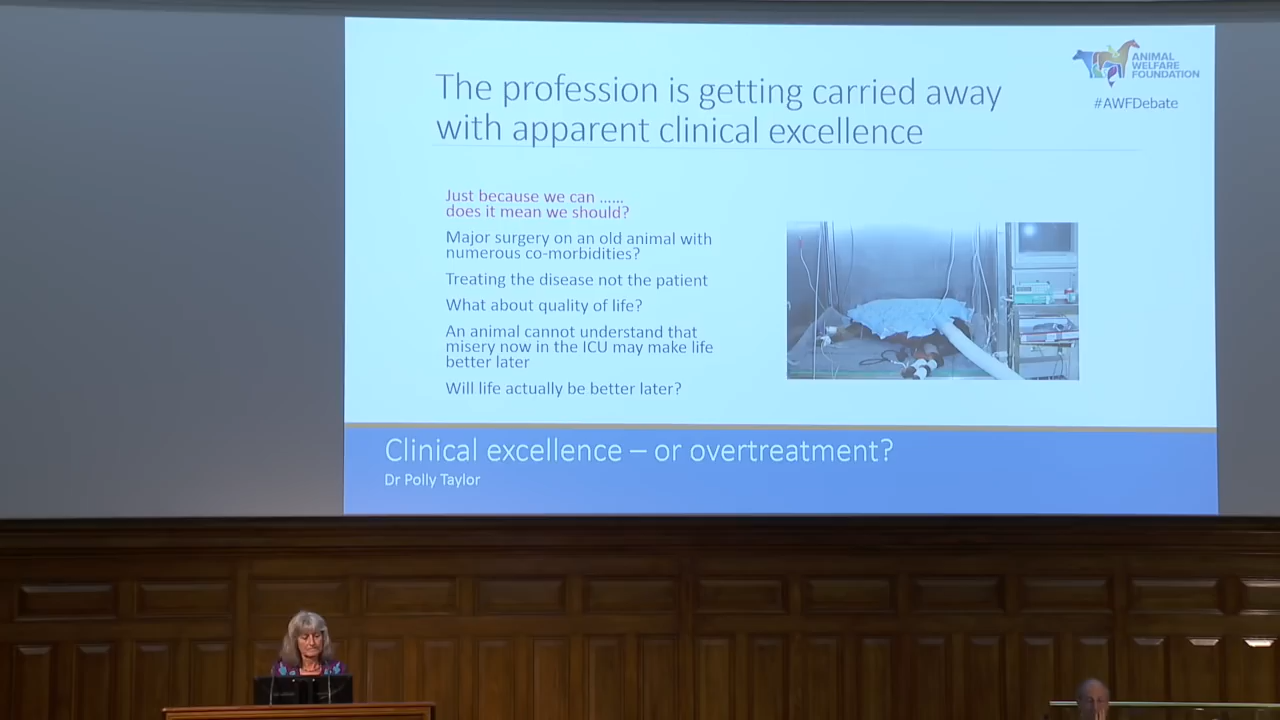 The profession is getting carried away
with apparent clinical excellence
ANIMAL
WELFARE
FOUNDATION
#AWFDebate
Just because we can ......
does it mean we should?
Major surgery on an old animal with
numerous co-morbidities?
Treating the disease not the patient
What about quality of life?
An animal cannot understand that
misery now in the ICU may make life
better later
Will life actually be better later?
Clinical excellence – or overtreatment?
Dr Polly Taylor